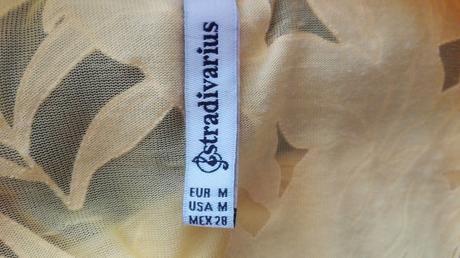 stradivarius
EUR M
USA M
MEX 28